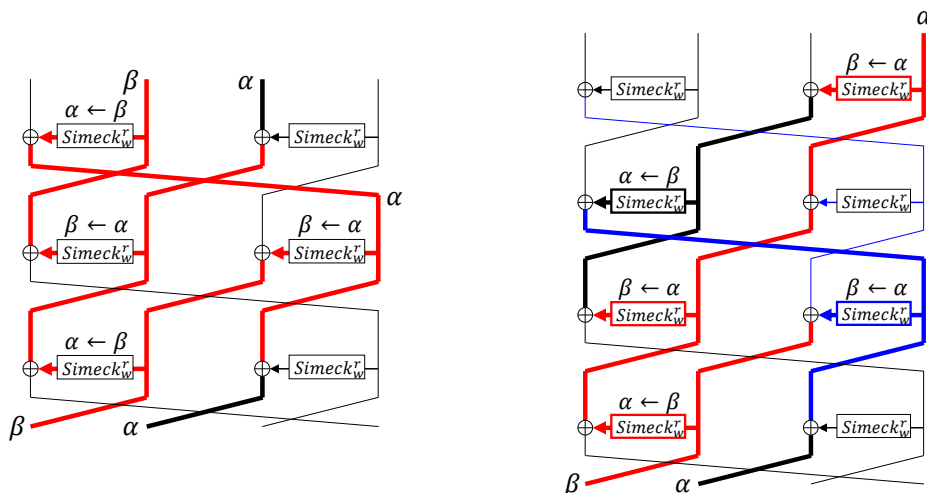 β α
α ← β
Simeck_w^r Simeck_w^r
α
β ← α β ← α
Simeck_w^r Simeck_w^r
α ← β
Simeck_w^r Simeck_w^r
β α
α
β ← α
Simeck_w^r Simeck_w^r
α ← β
Simeck_w^r Simeck_w^r
β ← α β ← α
Simeck_w^r Simeck_w^r
α ← β
Simeck_w^r Simeck_w^r
β α